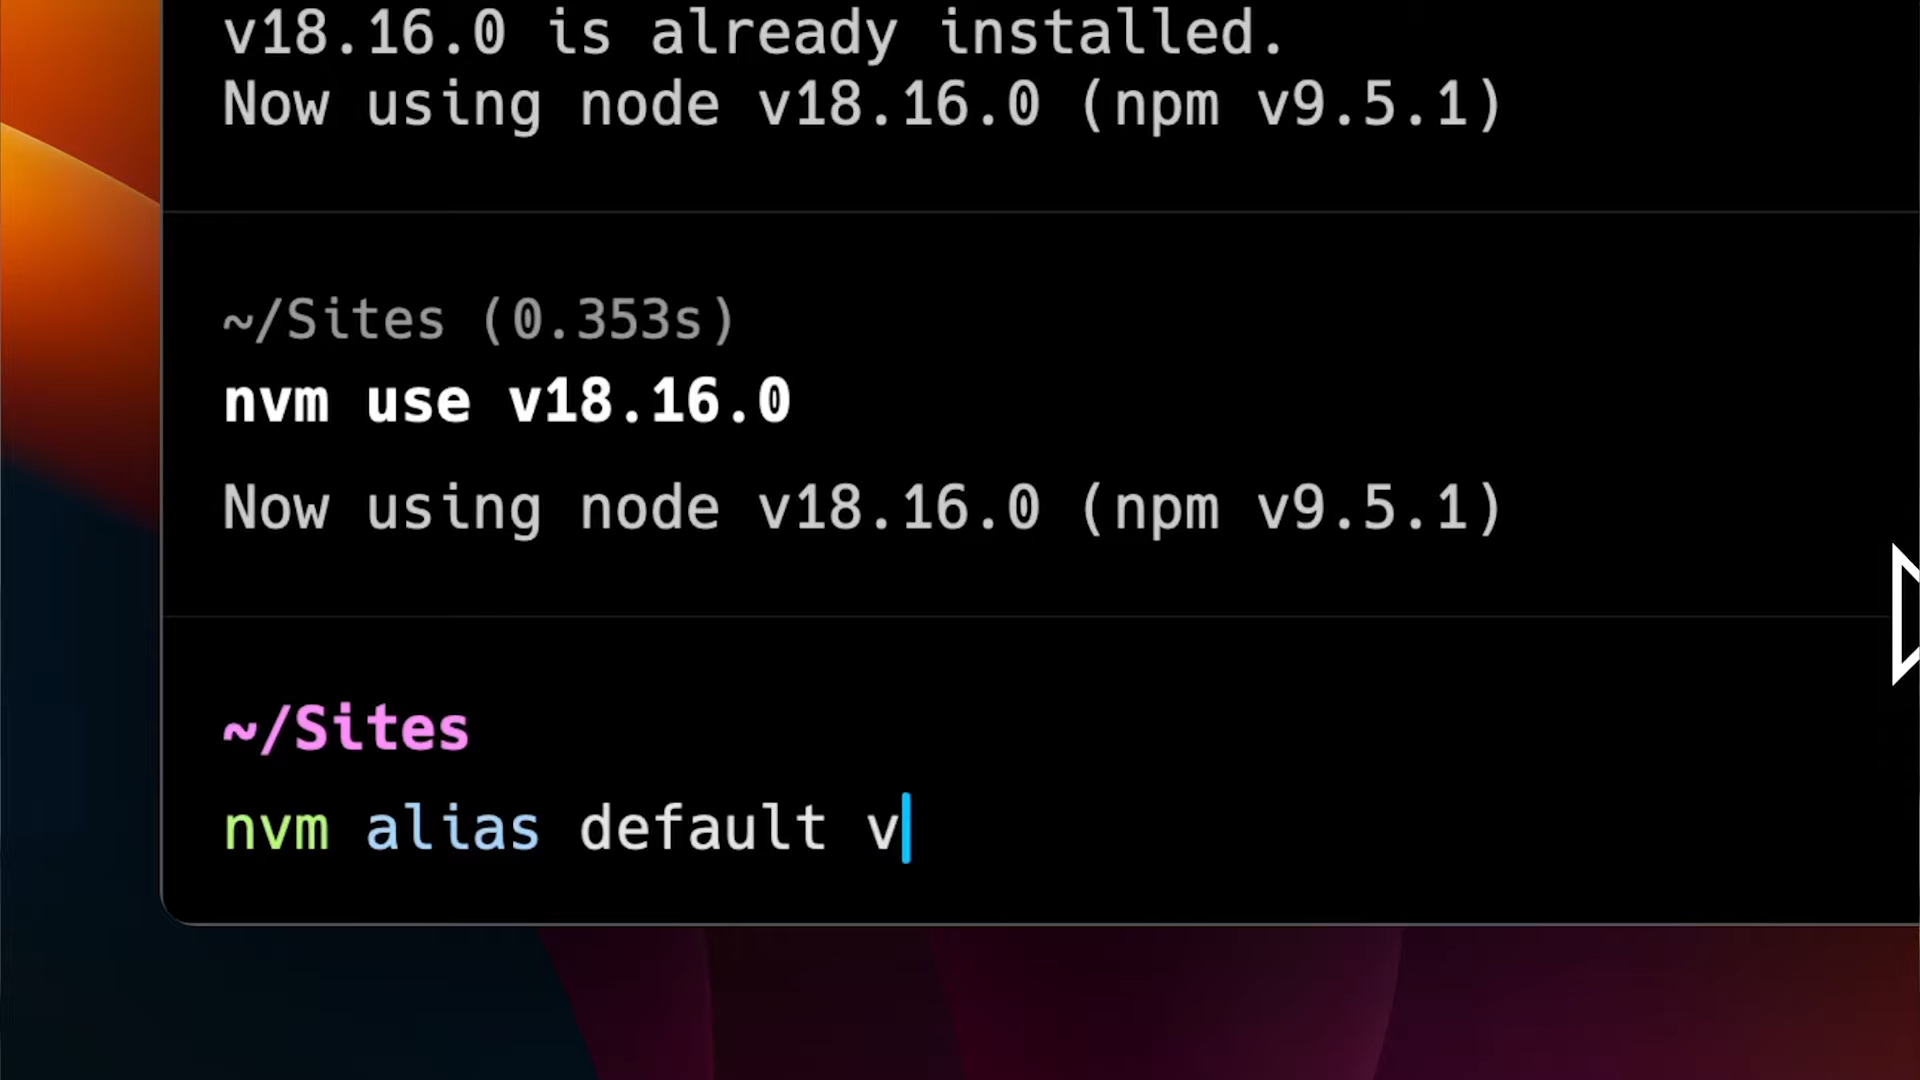 v18.16.0 is already installed.
Now using node v18.16.0 (npm v9.5.1)
~/Sites (0.353s)
nvm use v18.16.0
Now using node v18.16.0 (npm v9.5.1)
~/Sites
nvm alias default v